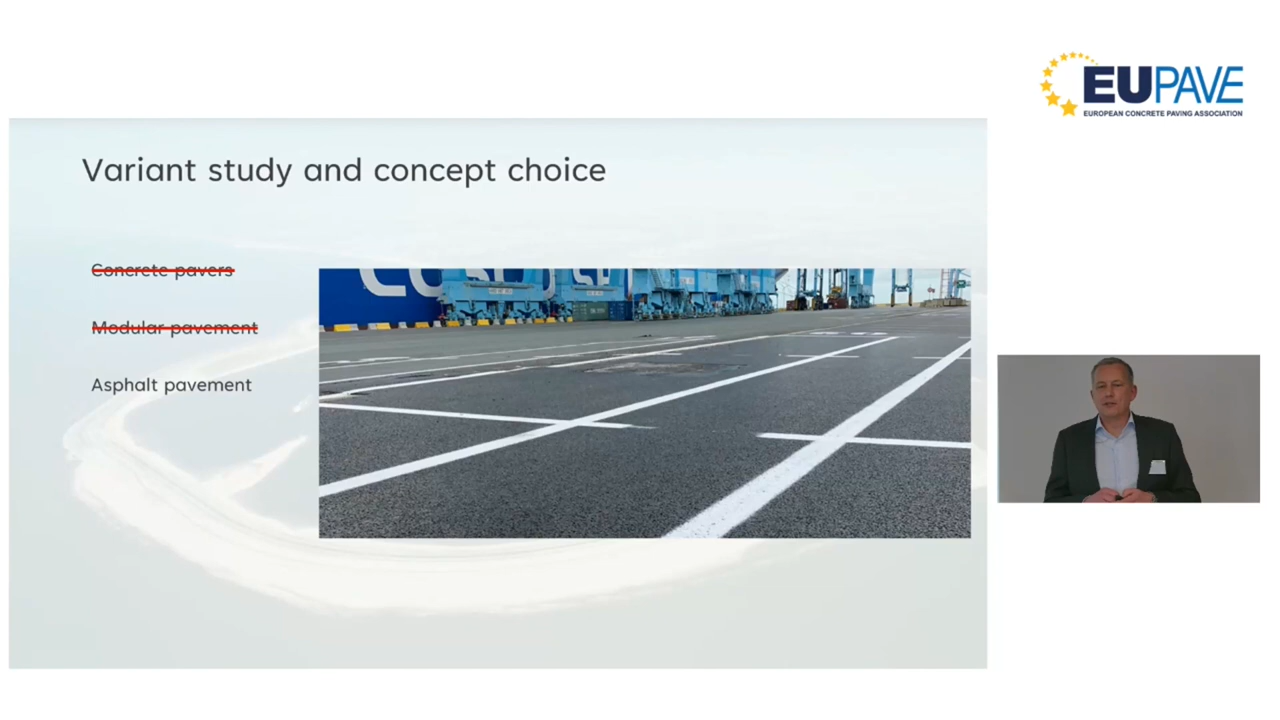 EUPAVE
EUROPEAN CONCRETE PAVING ASSOCIATION
Variant study and concept choice
Concrete pavers
Modular pavement
Asphalt pavement